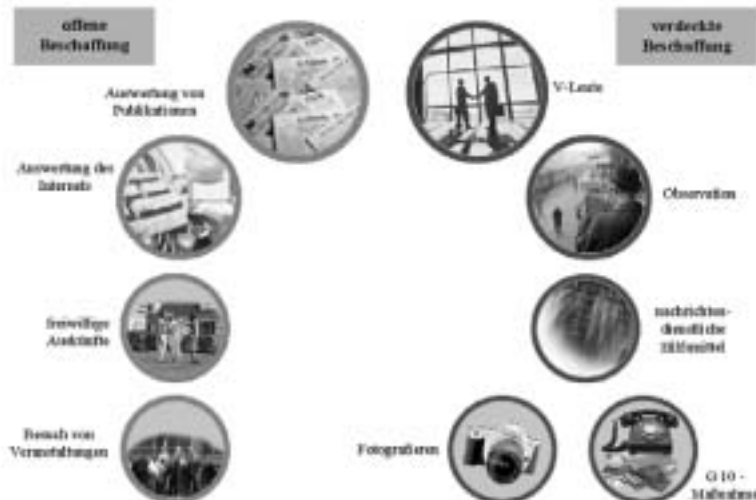 offene
Beschaffung
verdeckte
Beschaffung
Auswertung von
Publikationen
V-Leute
Auswertung des
Internets
Observation
freiwillige
Auskünfte
nachrichten-
dienstliche
Hilfsmittel
Besuch von
Veranstaltungen
Fotografieren
G 10 -